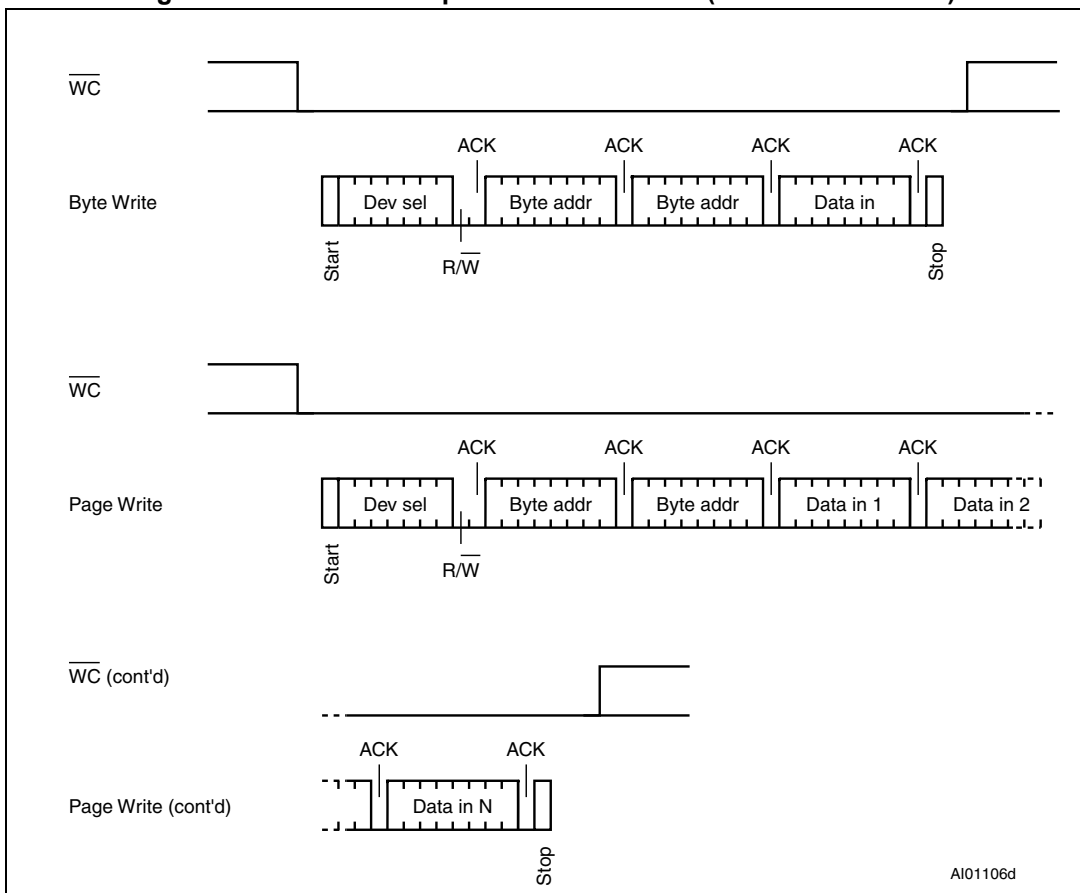 WC
ACK ACK ACK ACK
Byte Write Dev sel Byte addr Byte addr Data in
Start R/W Stop
WC
ACK ACK ACK ACK
Page Write Dev sel Byte addr Byte addr Data in 1 Data in 2
Start R/W
WC (cont'd)
ACK ACK
Page Write (cont'd) Data in N
Stop
AI01106d